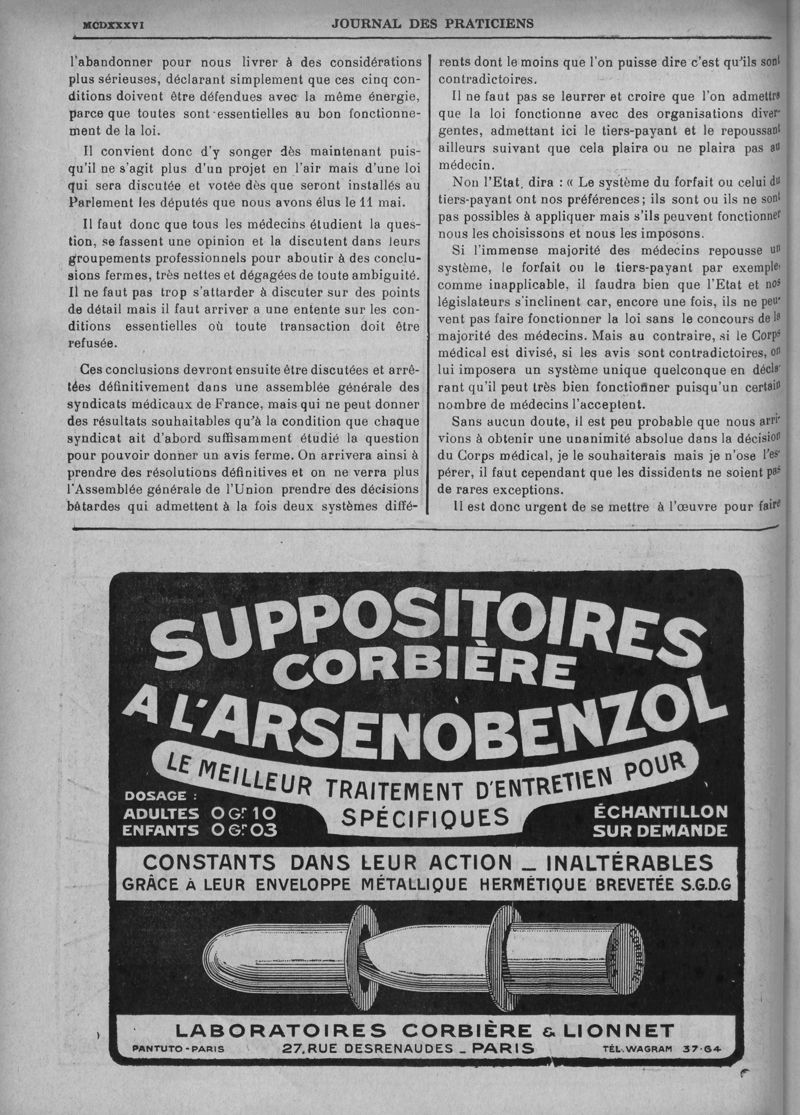 MCDXXXVI
JOURNAL DES PRATICIENS
l'abandonner pour nous livrer à des considérations
plus sérieuses, déclarant simplement que ces cinq con-
ditions doivent être défendues avec la même énergie,
parce que toutes sont essentielles au bon fonctionne-
ment de la loi.
Il convient donc d'y songer dès maintenant puis-
qu'il ne s'agit plus d'un projet en l'air mais d'une loi
qui sera discutée et votée dès que seront installés au
Parlement les députés que nous avons élus le 11 mai.
Il faut donc que tous les médecins étudient la ques-
tion, se fassent une opinion et la discutent dans leurs
groupements professionnels pour aboutir à des conclu-
sions fermes, très nettes et dégagées de toute ambiguité.
Il ne faut pas trop s'attarder à discuter sur des points
de détail mais il faut arriver a une entente sur les con-
ditions essentielles où toute transaction doit être
refusée.
Ces conclusions devront ensuite être discutées et arrê-
tées définitivement dans une assemblée générale des
syndicats médicaux de France, mais qui ne peut donner
des résultats souhaitables qu'à la condition que chaque
syndicat ait d'abord suffisamment étudié la question
pour pouvoir donner un avis ferme. On arrivera ainsi à
prendre des résolutions définitives et on ne verra plus
l'Assemblée générale de l'Union prendre des décisions
bâtardes qui admettent à la fois deux systèmes diffé-
rents dont le moins que l'on puisse dire c'est qu'ils sont
contradictoires.
Il ne faut pas se leurrer et croire que l'on admettra
que la loi fonctionne avec des organisations diver-
gentes, admettant ici le tiers-payant et le repoussant
ailleurs suivant que cela plaira ou ne plaira pas au
médecin.
Non l'Etat dira : « Le système du forfait ou celui du
tiers-payant ont nos préférences ; ils sont ou ils ne sont
pas possibles à appliquer mais s'ils peuvent fonctionner
nous les choisissons et nous les imposons.
Si l'immense majorité des médecins repousse un
système, le forfait ou le tiers-payant par exemple,
comme inapplicable, il faudra bien que l'Etat et nos
législateurs s'inclinent car, encore une fois, ils ne peu-
vent pas faire fonctionner la loi sans le concours de la
majorité des médecins. Mais au contraire, si le Corps
médical est divisé, si les avis sont contradictoires, on
lui imposera un système unique quelconque en décla-
rant qu'il peut très bien fonctionner puisqu'un certain
nombre de médecins l'acceptent.
Sans aucun doute, il est peu probable que nous arri-
vions à obtenir une unanimité absolue dans la décision
du Corps médical, je le souhaiterais mais je n'ose l'es-
pérer, il faut cependant que les dissidents ne soient pas
de rares exceptions.
Il est donc urgent de se mettre à l'œuvre pour faire
SUPPOSITOIRES
CORBIÈRE
A L'ARSENOBENZOL
LE MEILLEUR TRAITEMENT D'ENTRETIEN POUR
SPÉCIFIQUES
DOSAGE :
ADULTES 0 Gr 10
ENFANTS 0 Gr 03
ÉCHANTILLON
SUR DEMANDE
CONSTANTS DANS LEUR ACTION _ INALTÉRABLES
GRÂCE À LEUR ENVELOPPE MÉTALLIQUE HERMÉTIQUE BREVETÉE S.G.D.G
CORBIÈRE
PARIS
LABORATOIRES CORBIÈRE & LIONNET
PANTUTO-PARIS
27, RUE DESRENAUDES _ PARIS
TÉL. WAGRAM 37-64